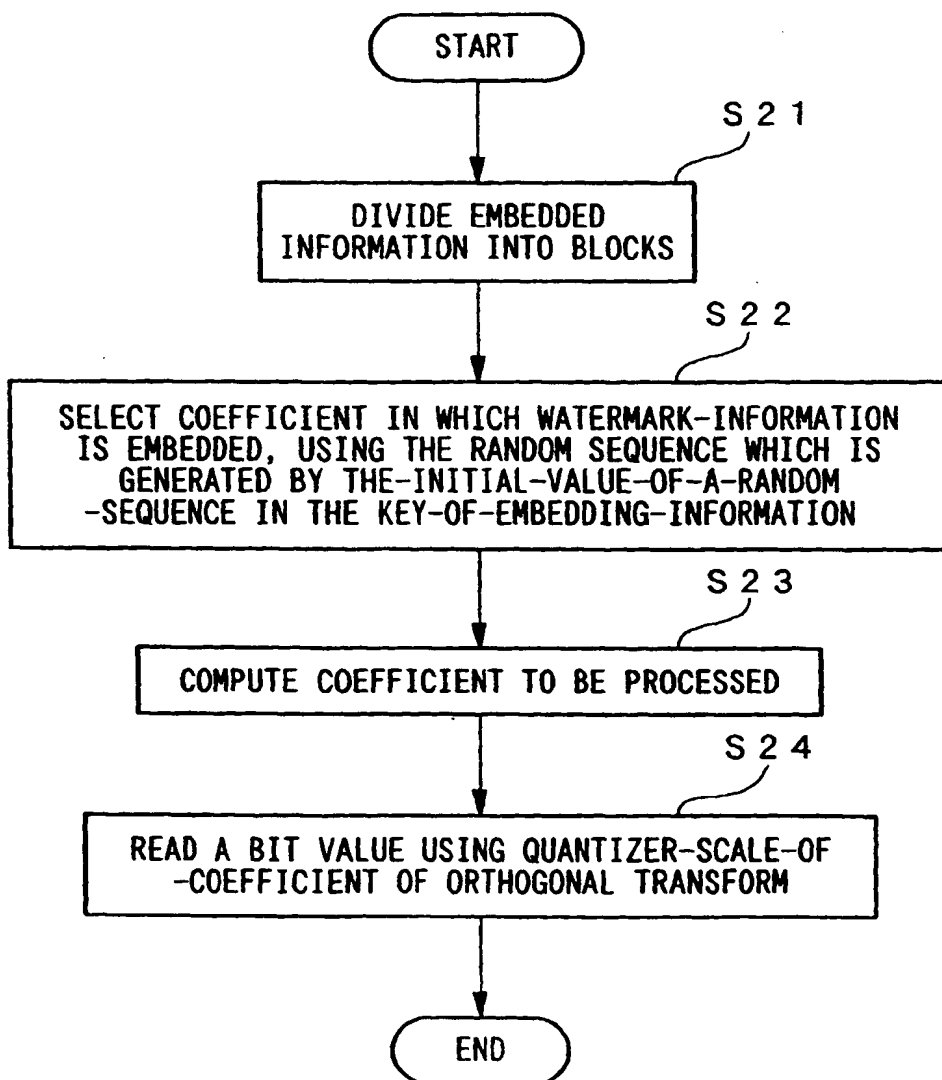 START
S21
DIVIDE EMBEDDED
INFORMATION INTO BLOCKS
S22
SELECT COEFFICIENT IN WHICH WATERMARK-INFORMATION
IS EMBEDDED, USING THE RANDOM SEQUENCE WHICH IS
GENERATED BY THE-INITIAL-VALUE-OF-A-RANDOM
-SEQUENCE IN THE KEY-OF-EMBEDDING-INFORMATION
S23
COMPUTE COEFFICIENT TO BE PROCESSED
S24
READ A BIT VALUE USING QUANTIZER-SCALE-OF
-COEFFICIENT OF ORTHOGONAL TRANSFORM
END